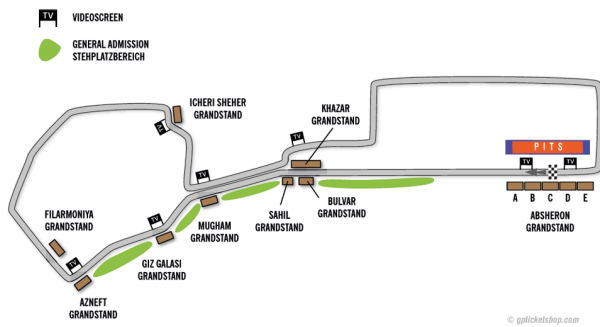 TV VIDEOSCREEN
GENERAL ADMISSION
STEHPLATZBEREICH
ICHERI SHEHER
GRANDSTAND
TV
KHAZAR
GRANDSTAND
TV
TV
PITS
TV
TV
A B C D E
ABSHERON
GRANDSTAND
SAHIL
GRANDSTAND
BULVAR
GRANDSTAND
MUGHAM
GRANDSTAND
TV
GIZ GALASI
GRANDSTAND
FILARMONIYA
GRANDSTAND
TV
AZNEFT
GRANDSTAND
© gpticketshop.com